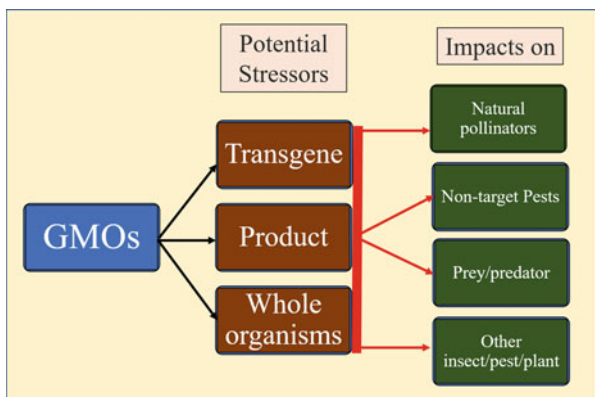 Potential
Stressors
Impacts on
GMOs
Transgene
Product
Whole
organisms
Natural
pollinators
Non-target Pests
Prey/predator
Other
insect/pest/plant